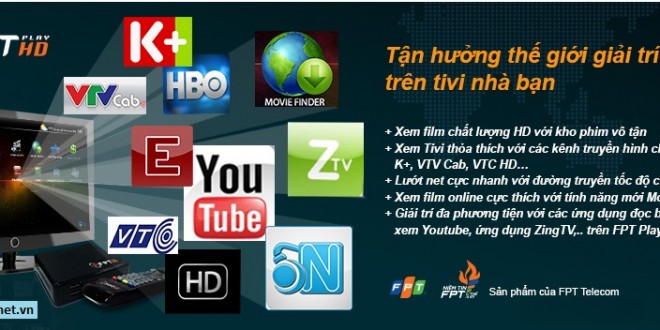 T PLAY HD
K+
VTV Cab
HBO
MOVIE FINDER
E
You Tube
Z TV
VTC
HD
Tận hưởng thế giới giải trí
trên tivi nhà bạn
+ Xem film chất lượng HD với kho phim vô tận
+ Xem Tivi thỏa thích với các kênh truyền hình
K+, VTV Cab, VTC HD...
+ Lướt net cực nhanh với đường truyền tốc độ
+ Xem film online cực thích với tính năng mới
+ Giải trí đa phương tiện với các ứng dụng đọc
xem Youtube, ứng dụng ZingTV,.. trên FPT Play
FPT
NIỀM TIN
FPT
Sản phẩm của FPT Telecom
net.vn